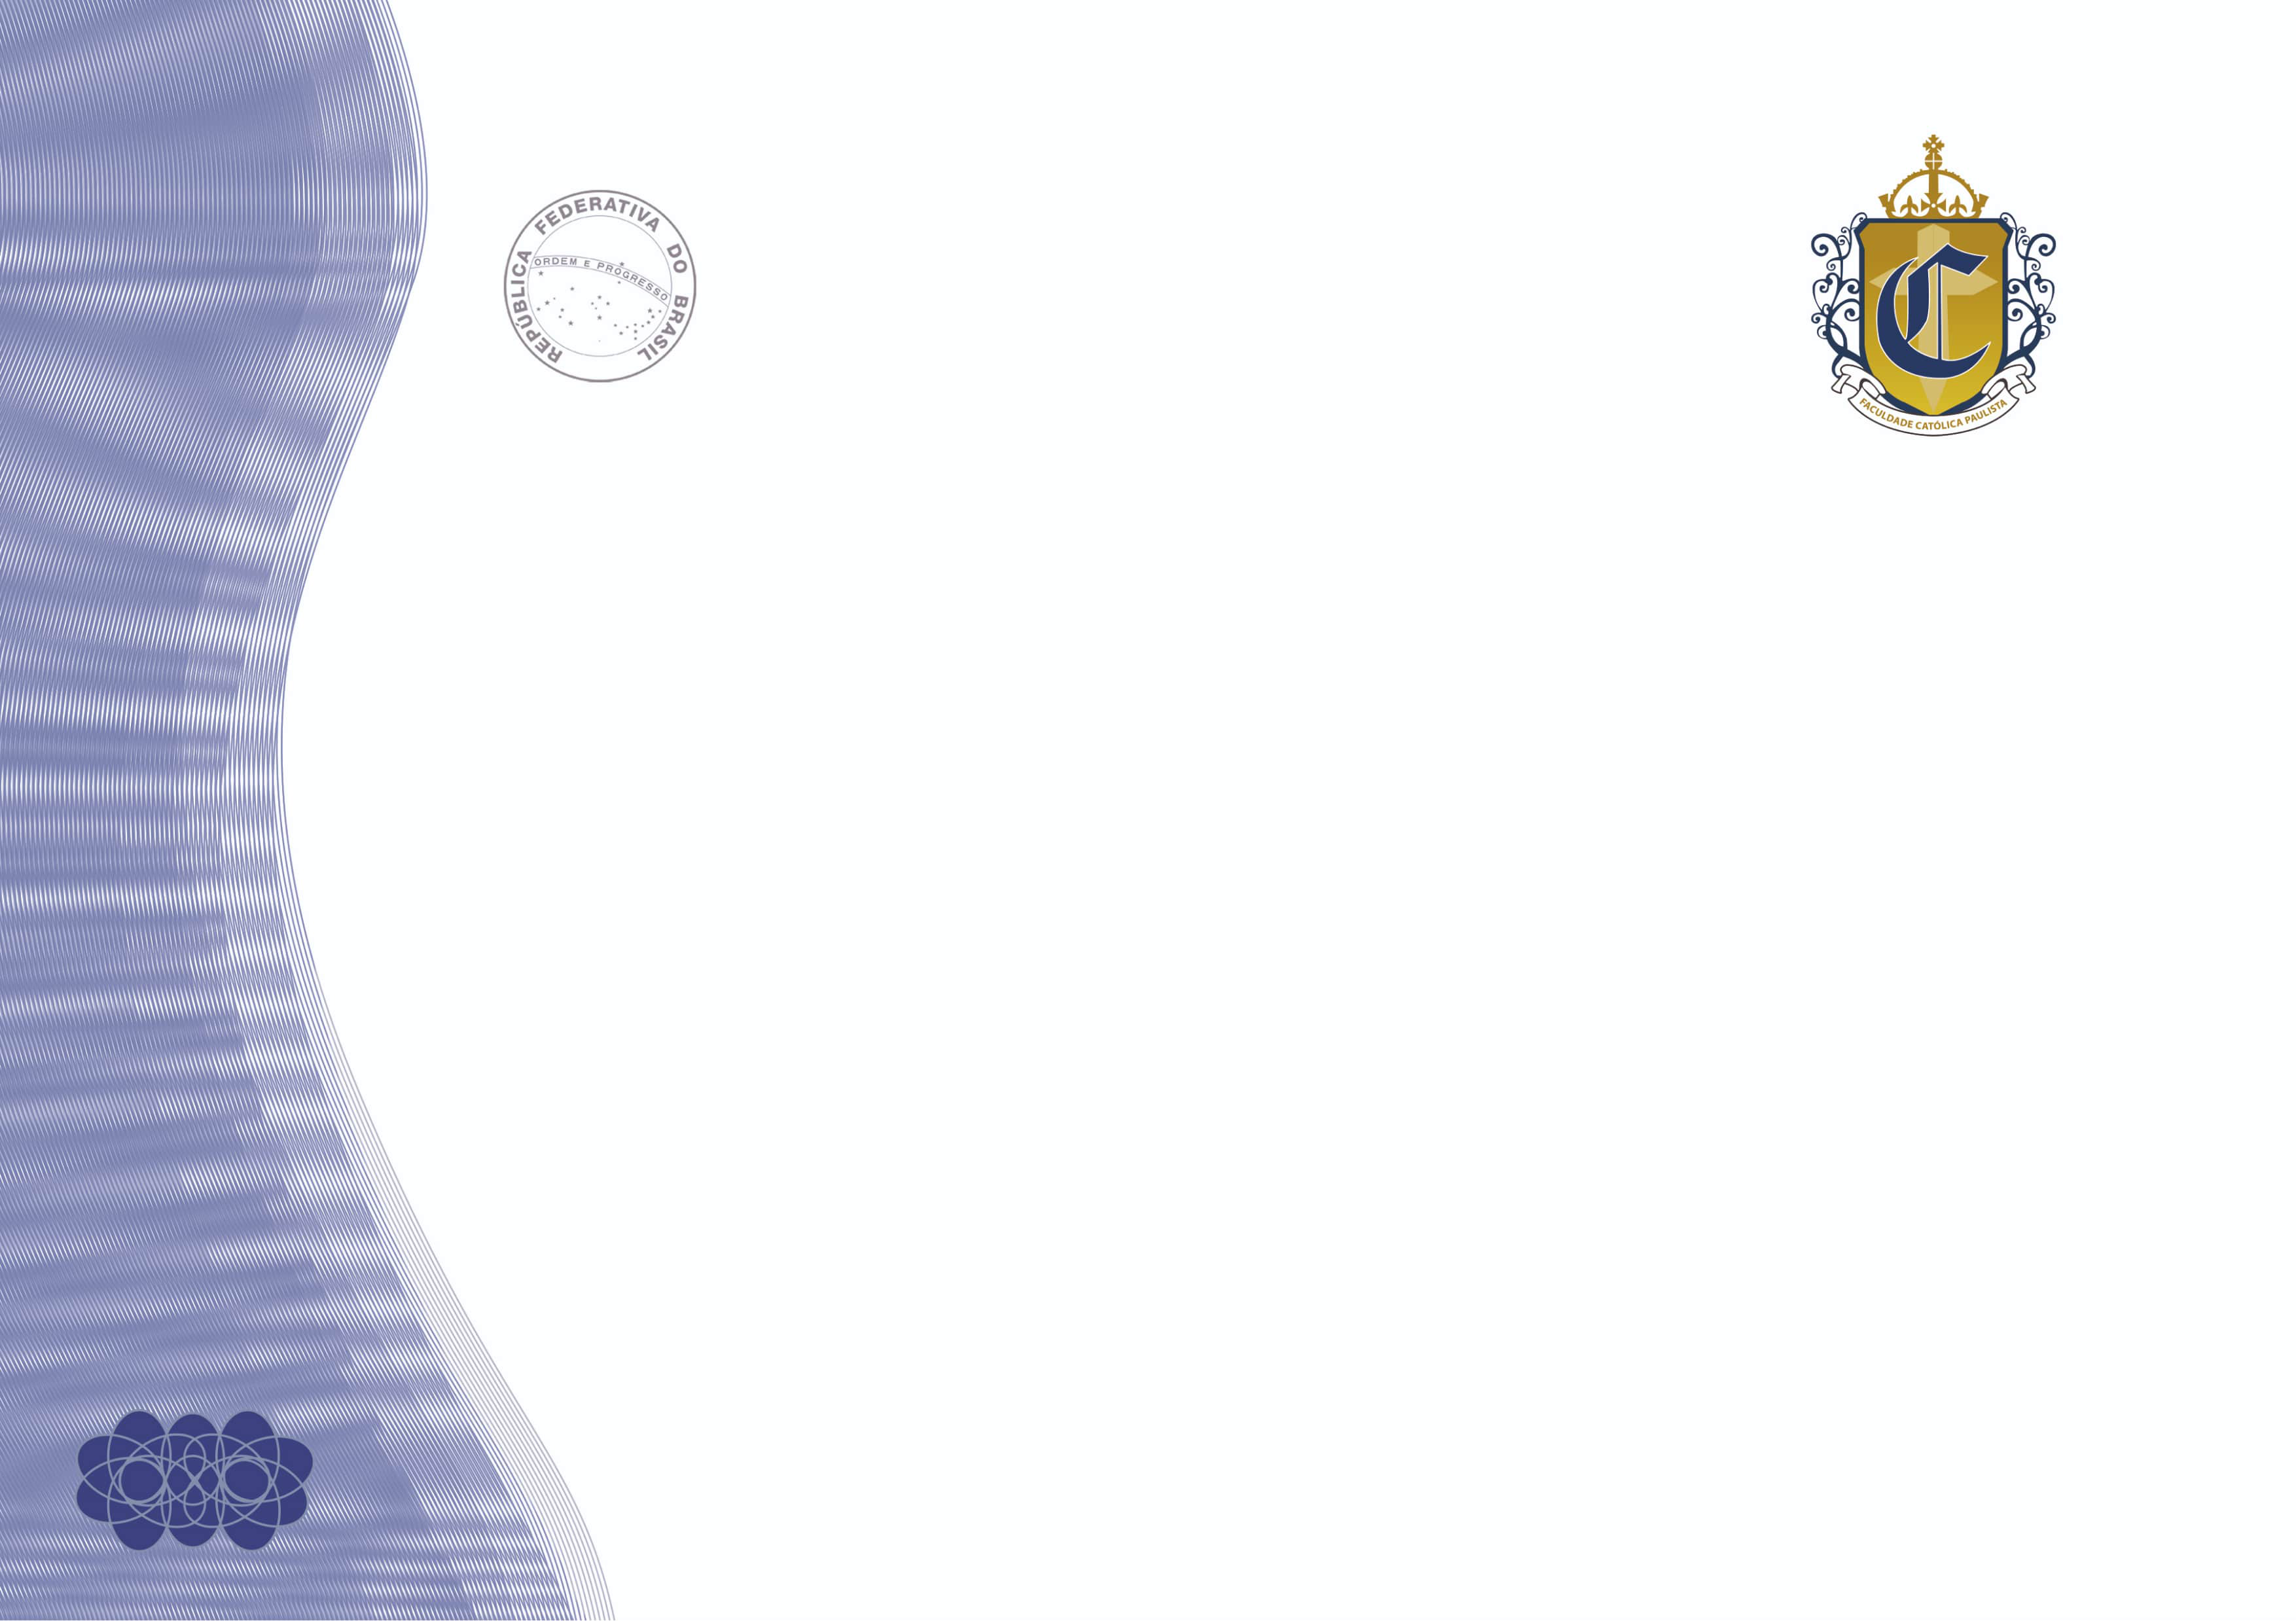 REPÚBLICA FEDERATIVA DO BRASIL
ORDEM E PROGRESSO
FACULDADE CATÓLICA PAULISTA